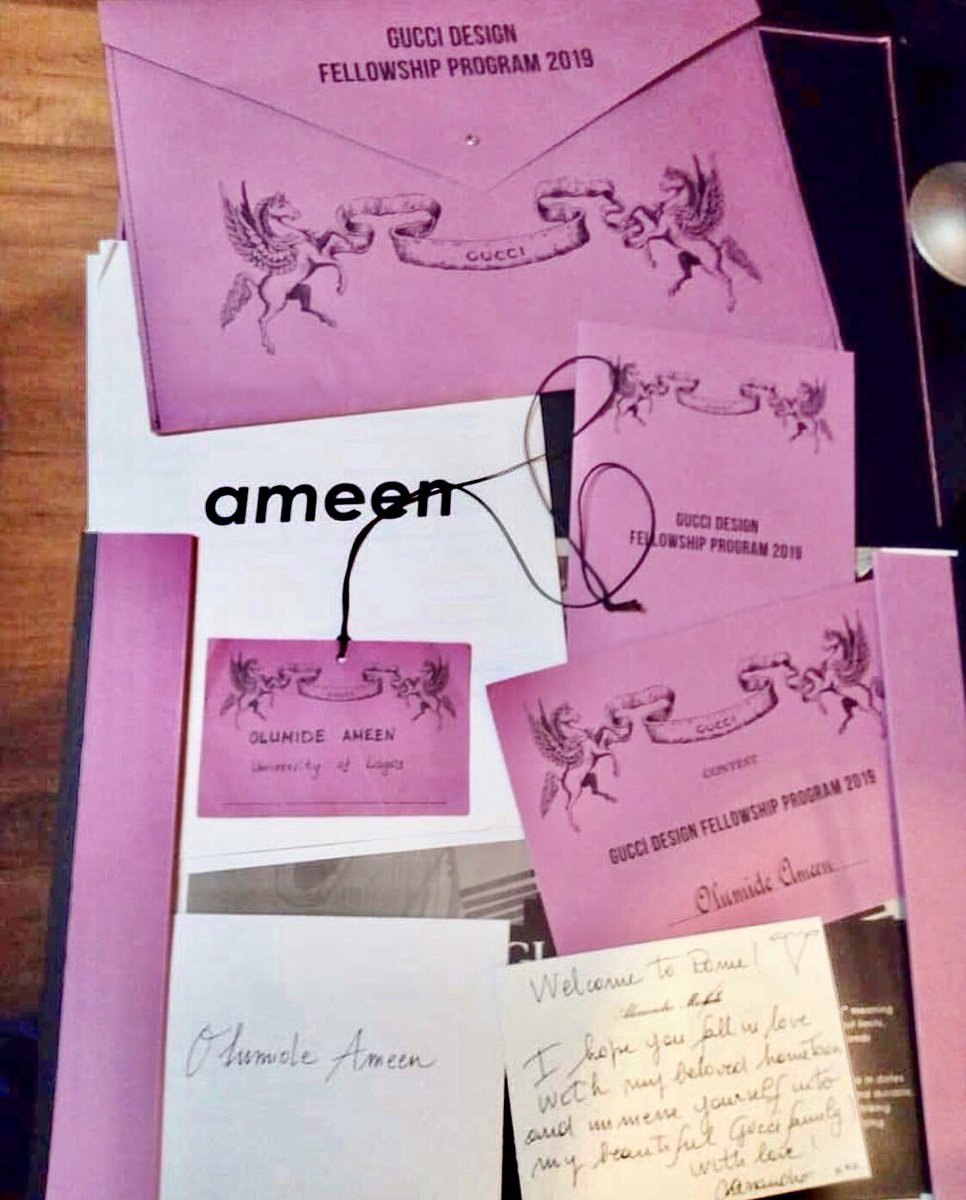 GUCCI DESIGN
FELLOWSHIP PROGRAM 2019
GUCCI
ameen
GUCCI DESIGN
FELLOWSHIP PROGRAM 2019
OLUMIDE AMEEN
University of Lagos
GUCCI
CONTEST
GUCCI DESIGN FELLOWSHIP PROGRAM 2019
Olumide Ameen
Olumide Ameen
Welcome to Rome!
I hope you fall in love
with my beloved hometown
and immerse yourself into
my beautiful Gucci family!
with love!